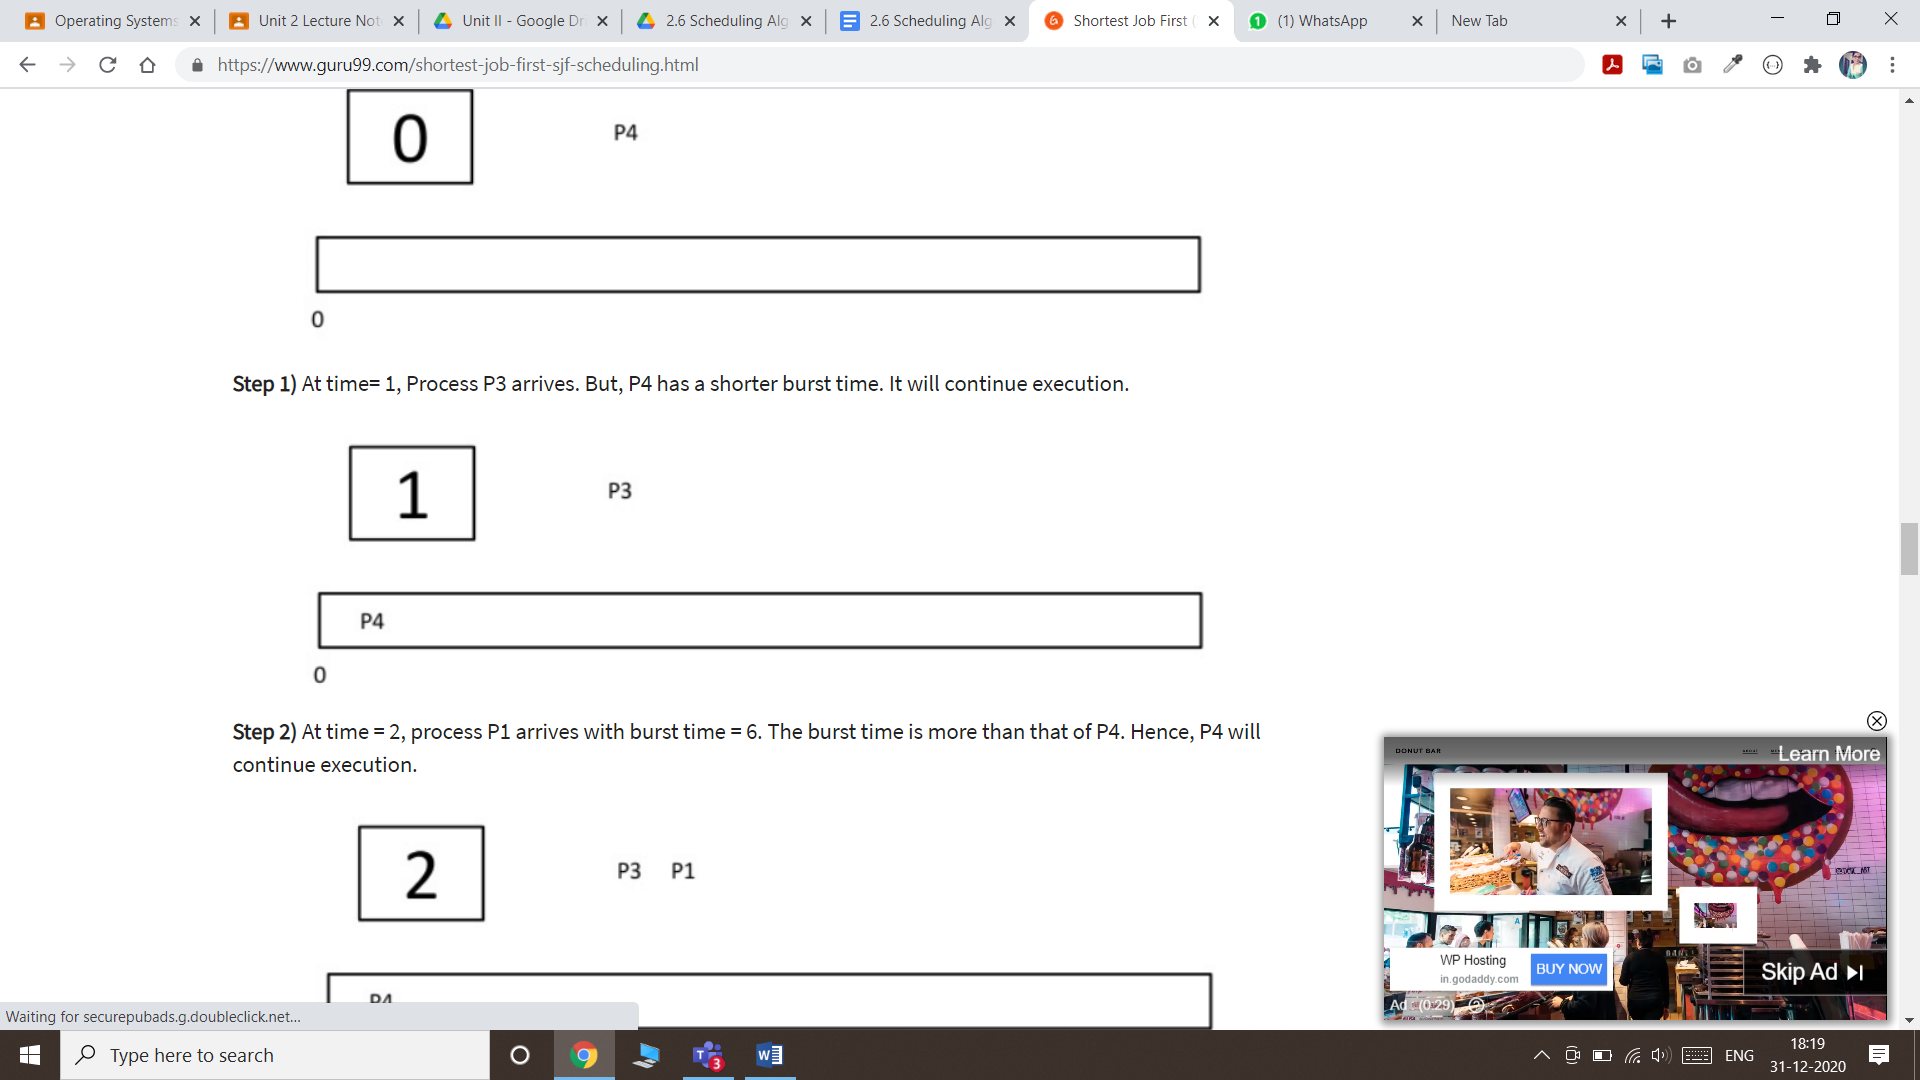 Operating Systems
Unit 2 Lecture Not
Unit II - Google Dr
2.6 Scheduling Alg
2.6 Scheduling Alg
Shortest Job First (
(1) WhatsApp
New Tab
https://www.guru99.com/shortest-job-first-sjf-scheduling.html
0
P4
0
Step 1) At time= 1, Process P3 arrives. But, P4 has a shorter burst time. It will continue execution.
1
P3
P4
0
Step 2) At time = 2, process P1 arrives with burst time = 6. The burst time is more than that of P4. Hence, P4 will
continue execution.
2
P3 P1
P4
DONUT BAR
Learn More
WP Hosting
in.godaddy.com
BUY NOW
Skip Ad
Ad : (0:29)
Waiting for securepubads.g.doubleclick.net...
Type here to search
3
ENG
18:19
31-12-2020